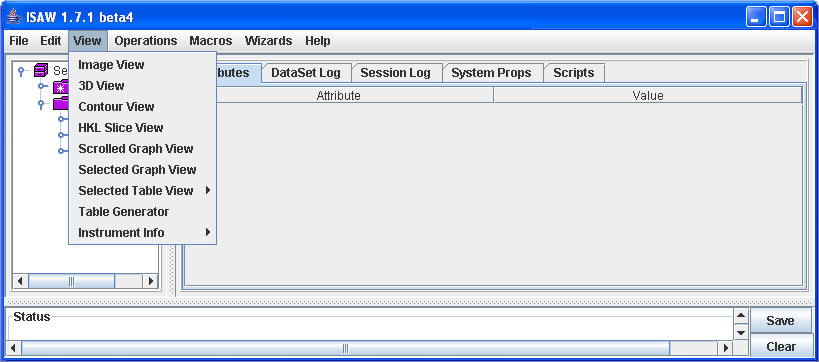 ISAW 1.7.1 beta4
File Edit View Operations Macros Wizards Help
Se
butes DataSet Log Session Log System Props Scripts
Attribute Value
Image View
3D View
Contour View
HKL Slice View
Scrolled Graph View
Selected Graph View
Selected Table View
Table Generator
Instrument Info
Status
Save
Clear